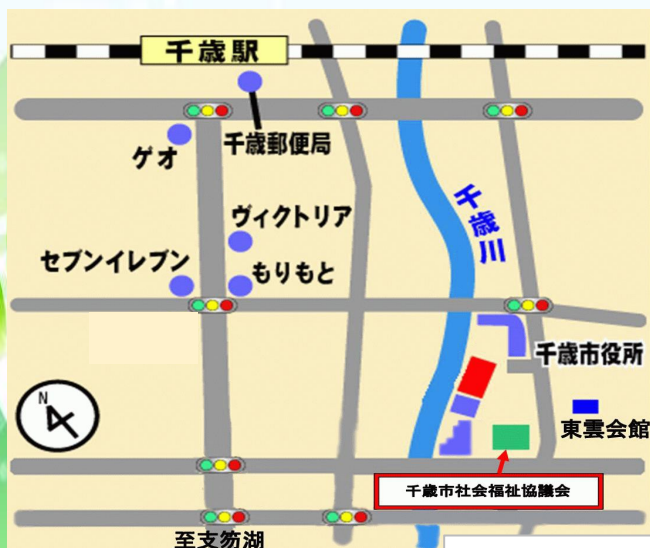 千歳駅
千歳郵便局
ゲオ
ヴィクトリア
千歳川
セブンイレブン
もりもと
千歳市役所
N
東雲会館
千歳市社会福祉協議会
至支笏湖